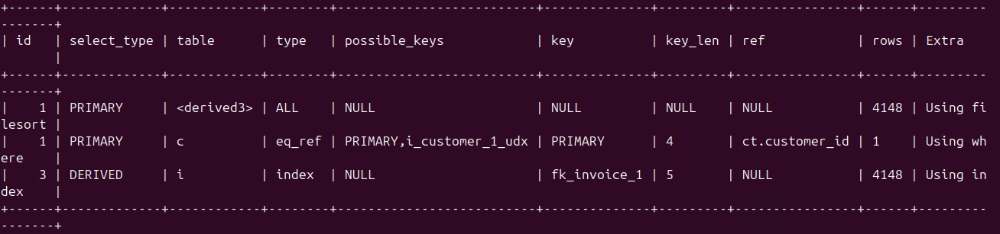 +------+-------------+------------+--------+--------------------------+--------------+---------+----------------+------+---------
-------+
| id   | select_type | table      | type   | possible_keys            | key          | key_len | ref            | rows | Extra
       |
+------+-------------+------------+--------+--------------------------+--------------+---------+----------------+------+---------
-------+
|    1 | PRIMARY     | <derived3> | ALL    | NULL                     | NULL         | NULL    | NULL           | 4148 | Using fi
lesort |
|    1 | PRIMARY     | c          | eq_ref | PRIMARY,i_customer_1_udx | PRIMARY      | 4       | ct.customer_id | 1    | Using wh
ere    |
|    3 | DERIVED     | i          | index  | NULL                     | fk_invoice_1 | 5       | NULL           | 4148 | Using in
dex    |
+------+-------------+------------+--------+--------------------------+--------------+---------+----------------+------+---------
-------+